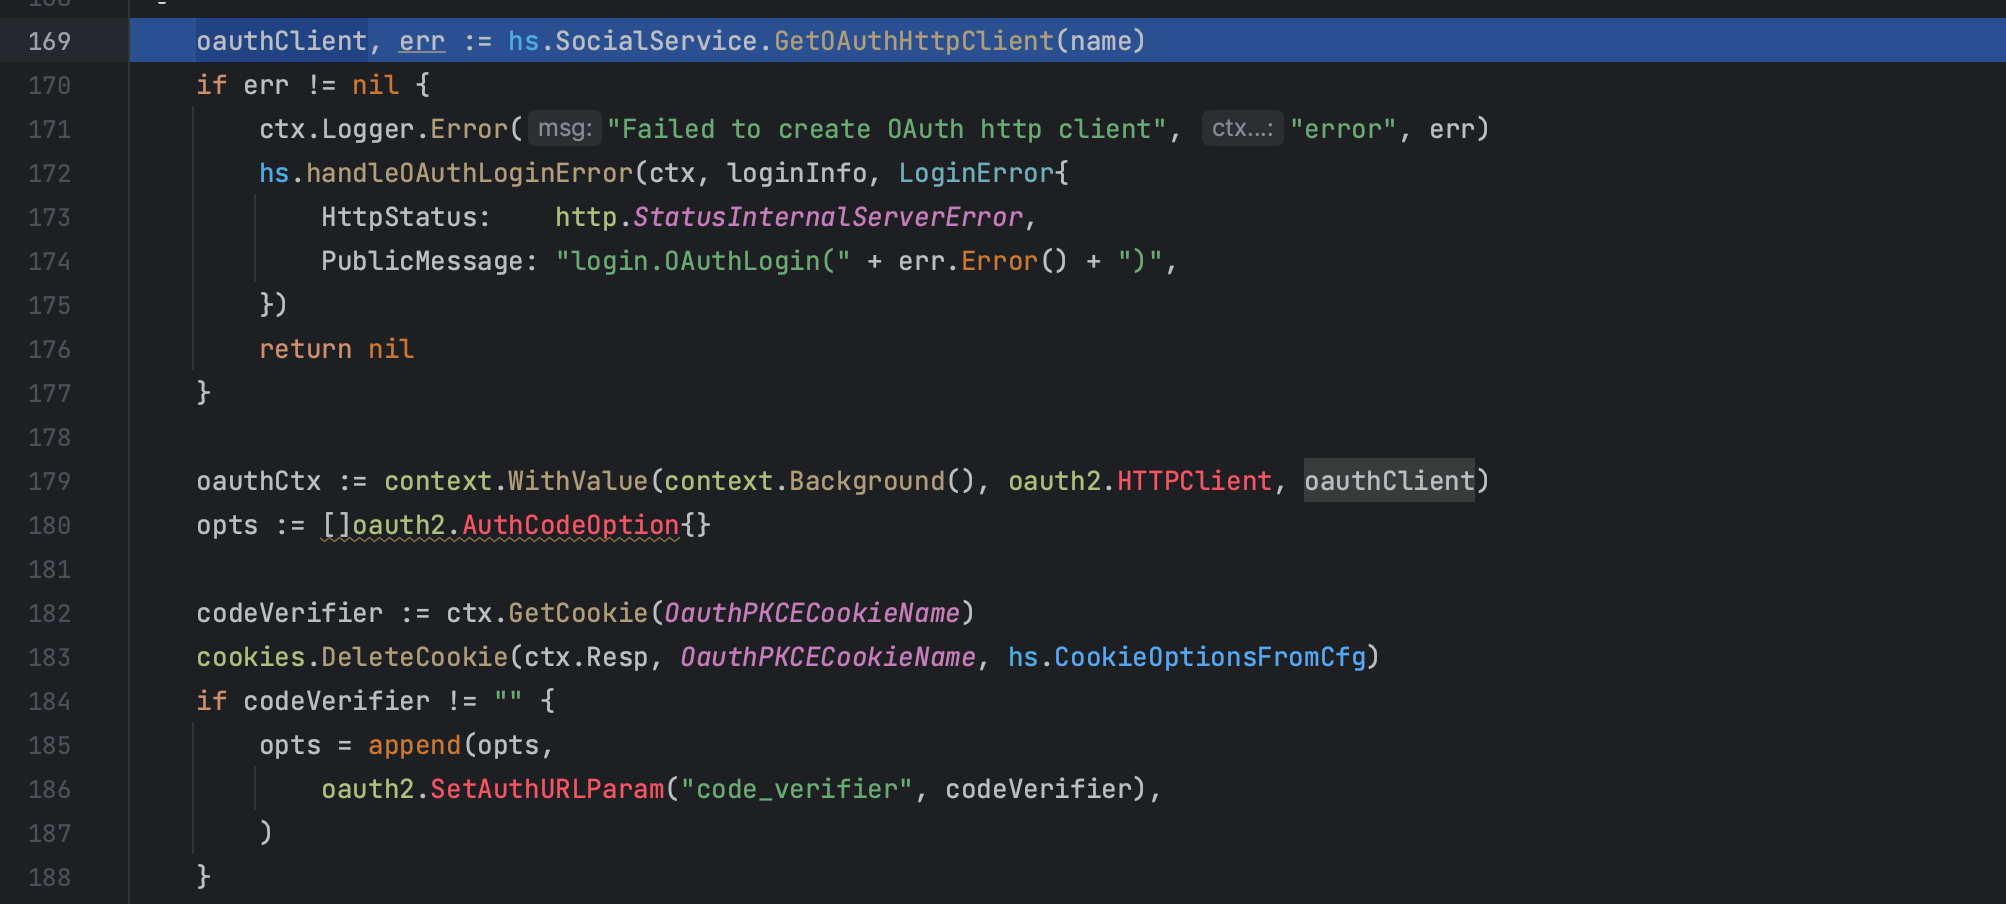 169 oauthClient, err := hs.SocialService.GetOAuthHttpClient(name)
170 if err != nil {
171 ctx.Logger.Error( msg: "Failed to create OAuth http client", ctx...: "error", err)
172 hs.handleOAuthLoginError(ctx, loginInfo, LoginError{
173 HttpStatus: http.StatusInternalServerError,
174 PublicMessage: "login.OAuthLogin(" + err.Error() + ")",
175 })
176 return nil
177 }
178
179 oauthCtx := context.WithValue(context.Background(), oauth2.HTTPClient, oauthClient)
180 opts := []oauth2.AuthCodeOption{}
181
182 codeVerifier := ctx.GetCookie(OauthPKCECookieName)
183 cookies.DeleteCookie(ctx.Resp, OauthPKCECookieName, hs.CookieOptionsFromCfg)
184 if codeVerifier != "" {
185 opts = append(opts,
186 oauth2.SetAuthURLParam("code_verifier", codeVerifier),
187 )
188 }